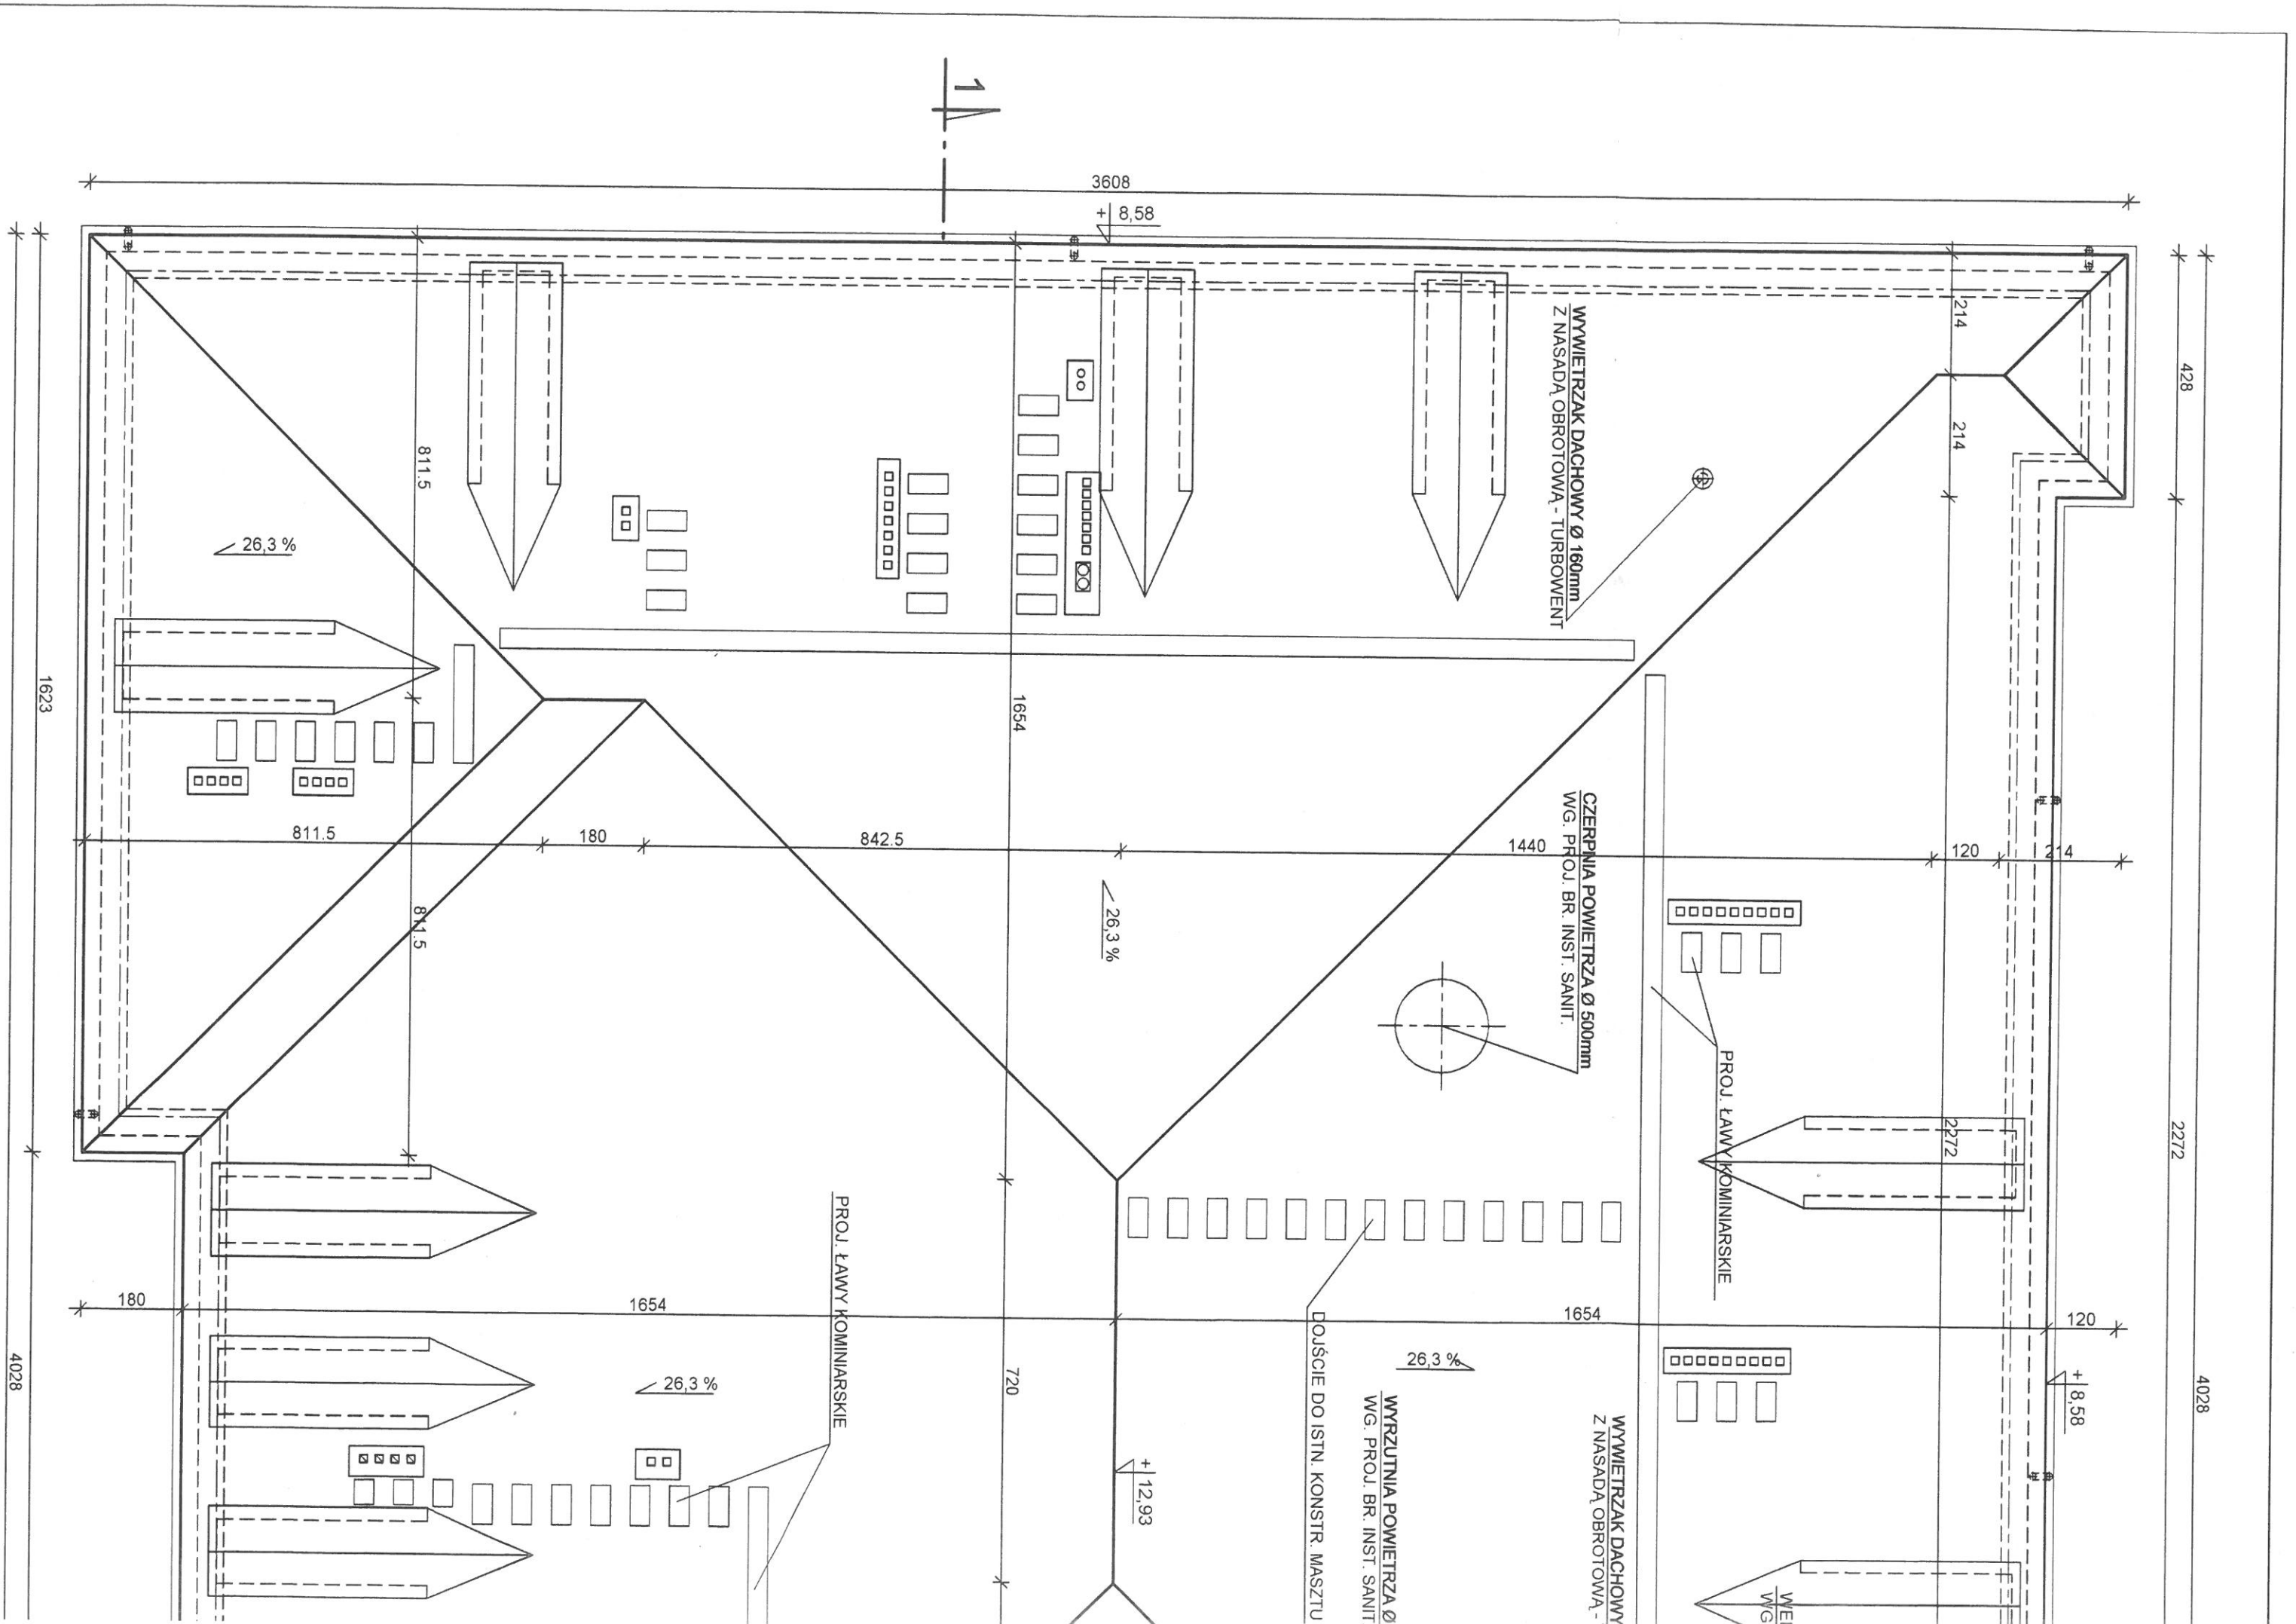 1
3608
+ 8,58
214
428
214
811.5
WYWIETRZAK DACHOWY Ø 160mm
Z NASADĄ OBROTOWĄ - TURBOWENT
26,3 %
1623
1654
811.5
180
842.5
1440
120
214
CZERPNIA POWIETRZA Ø 500mm
WG. PROJ. BR. INST. SANIT.
811.5
26,3 %
PROJ. ŁAWY KOMINIARSKIE
2272
2272
PROJ. ŁAWY KOMINIARSKIE
180
1654
1654
120
DOJŚCIE DO ISTN. KONSTR. MASZTU
4028
26,3 %
720
26,3 %
+ 8,58
4028
WYRZUTNIA POWIETRZA Ø
WG. PROJ. BR. INST. SANIT
WYWIETRZAK DACHOWY
Z NASADĄ OBROTOWĄ -
+ 12,93
WG